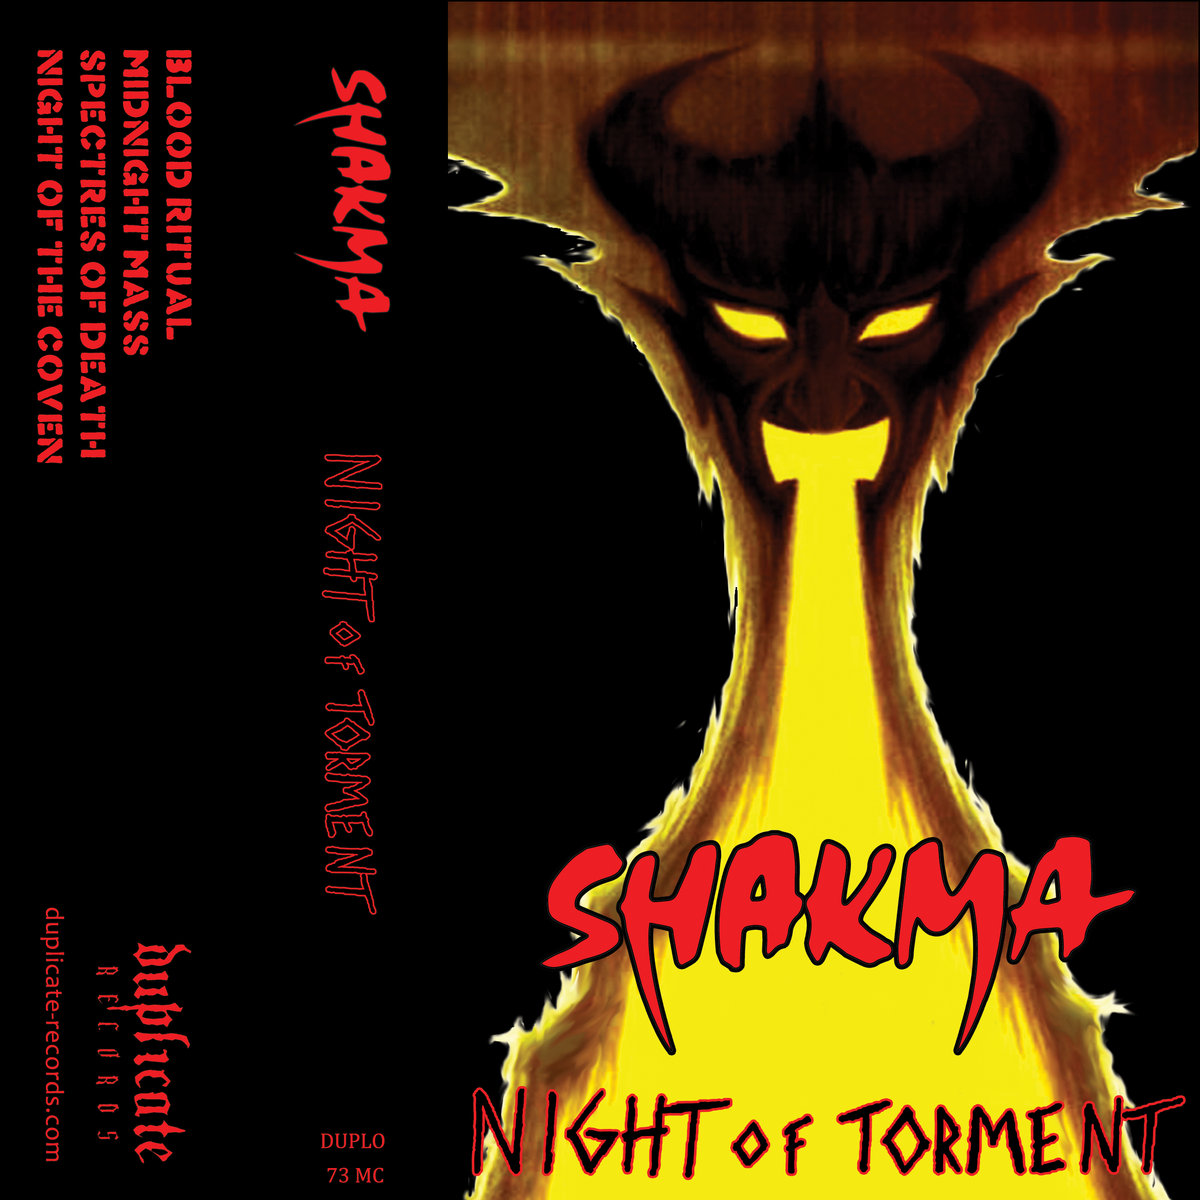 BLOOD RITUAL
MIDNIGHT MASS
SPECTRES OF DEATH
NIGHT OF THE COVEN
duplicate
RECORDS
duplicate-records.com
SHAKMA
NIGHT OF TORMENT
DUPLO
73 MC
SHAKMA
NIGHT OF TORMENT